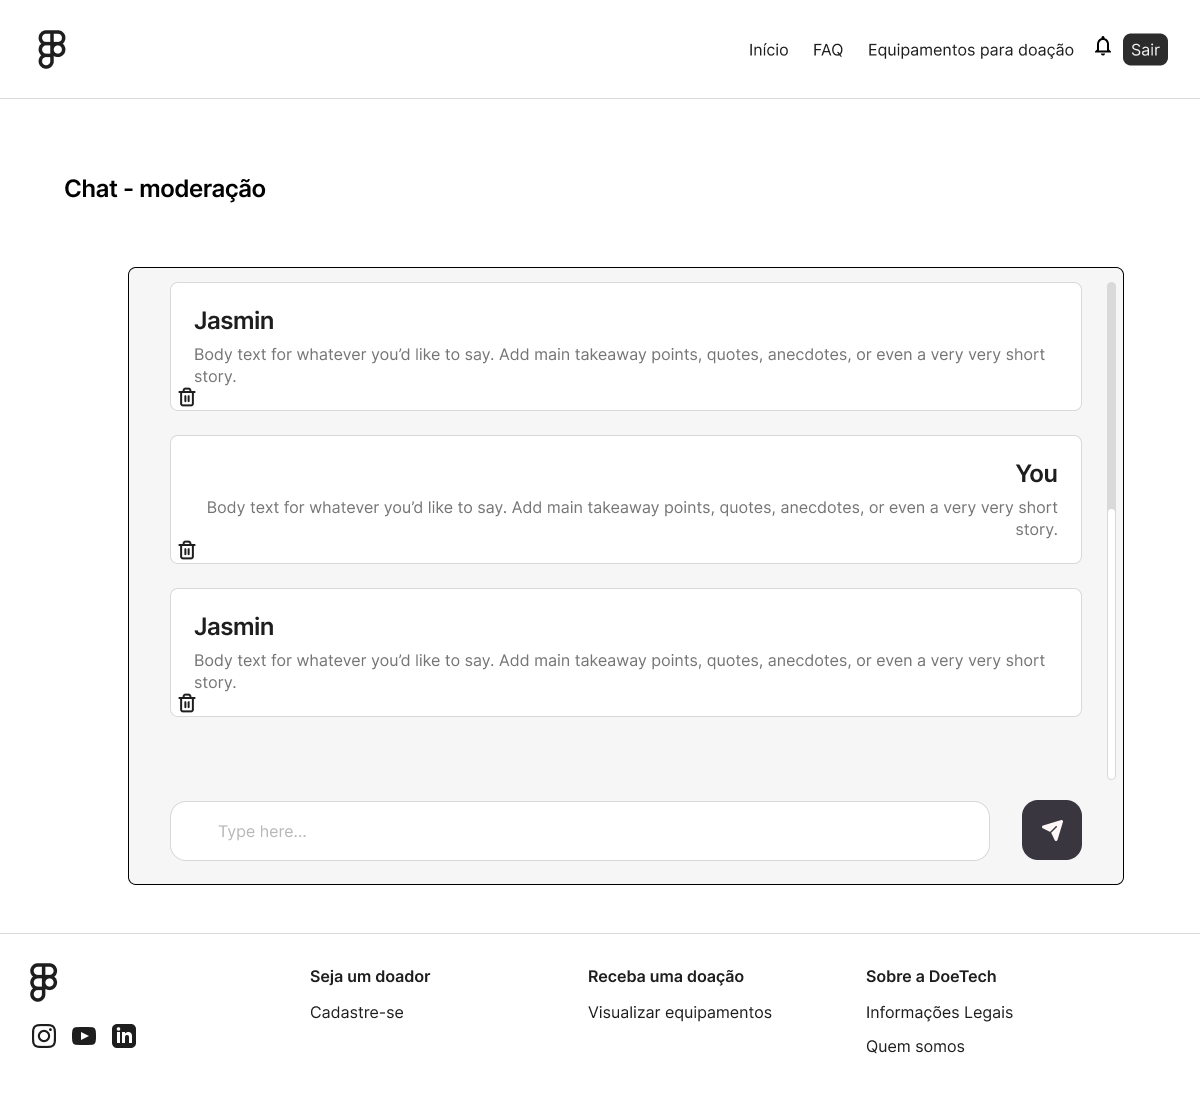 Início FAQ Equipamentos para doação Sair
Chat - moderação
Jasmin
Body text for whatever you’d like to say. Add main takeaway points, quotes, anecdotes, or even a very very short
story.
You
Body text for whatever you’d like to say. Add main takeaway points, quotes, anecdotes, or even a very very short
story.
Jasmin
Body text for whatever you’d like to say. Add main takeaway points, quotes, anecdotes, or even a very very short
story.
Type here...
Seja um doador
Cadastre-se
Receba uma doação
Visualizar equipamentos
Sobre a DoeTech
Informações Legais
Quem somos
in